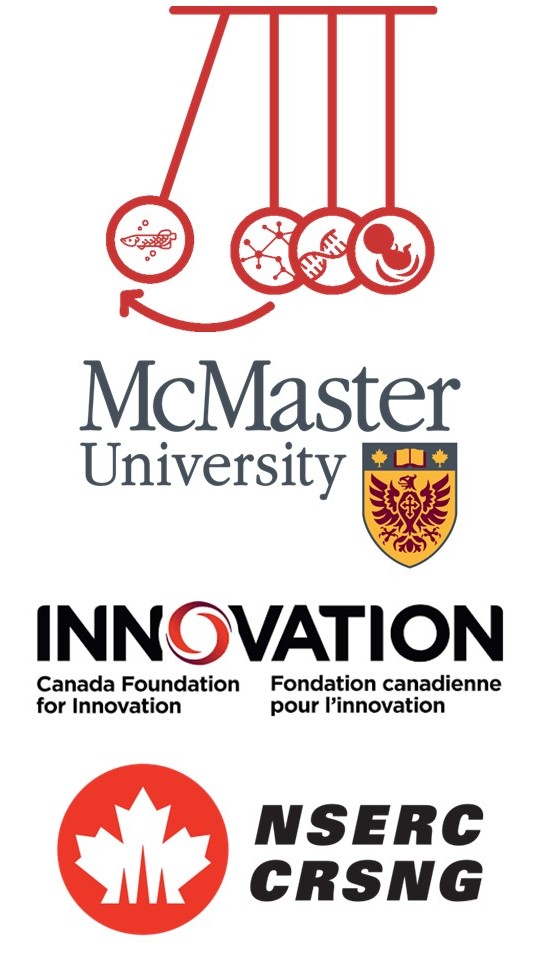 McMaster
University
INNOVATION
Canada Foundation
for Innovation
Fondation canadienne
pour l'innovation
NSERC
CRSNG